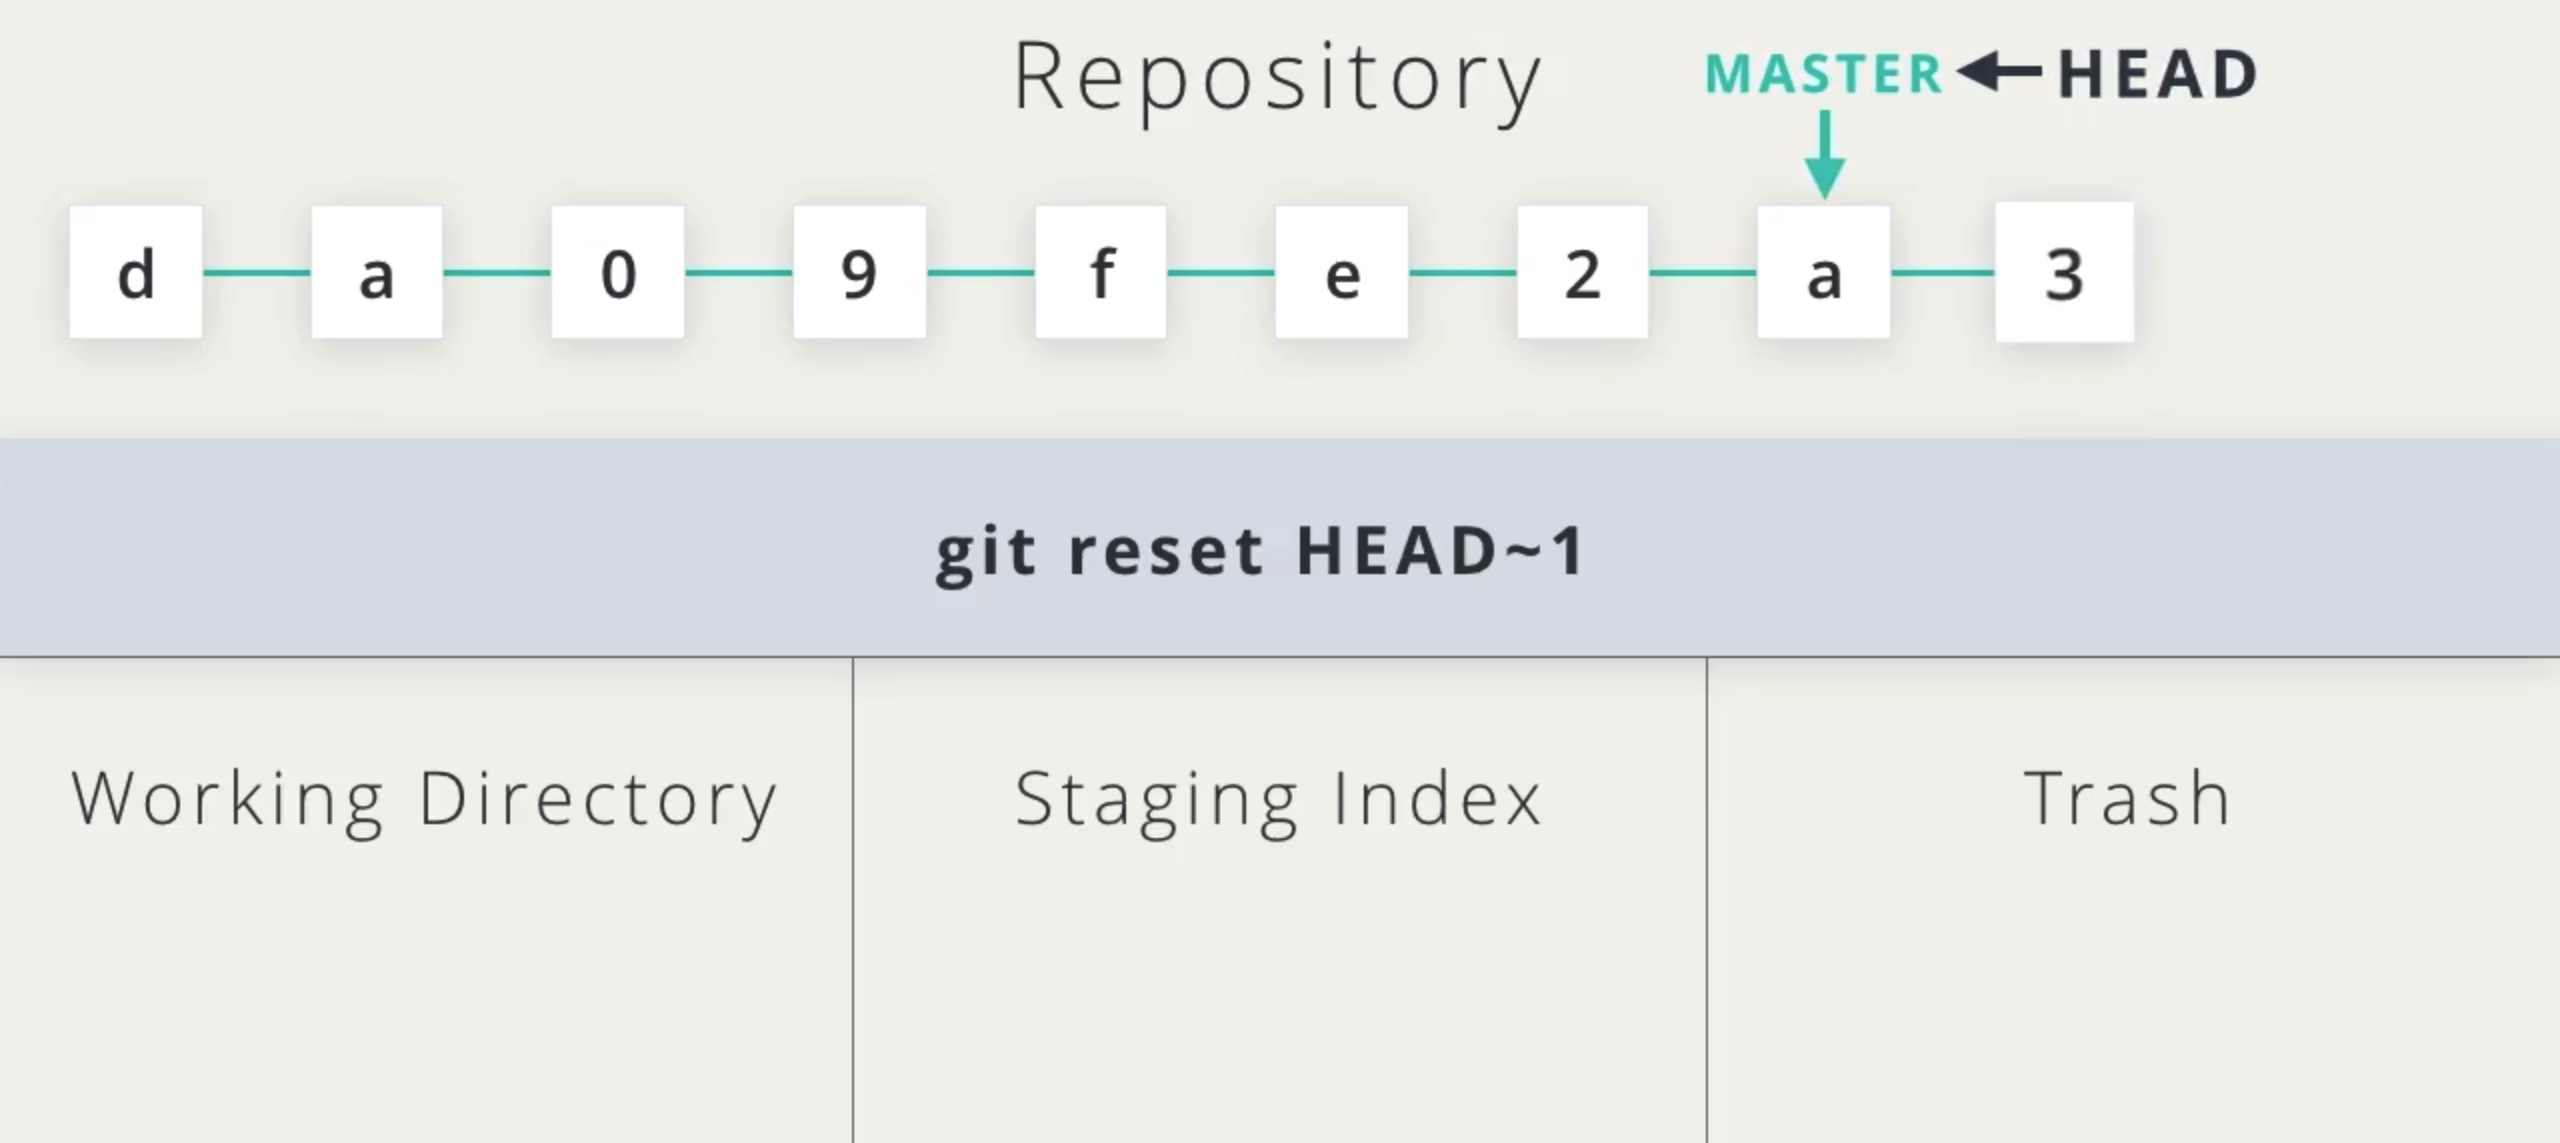 Repository
MASTER HEAD
d a 0 9 f e 2 a 3
git reset HEAD~1
Working Directory
Staging Index
Trash